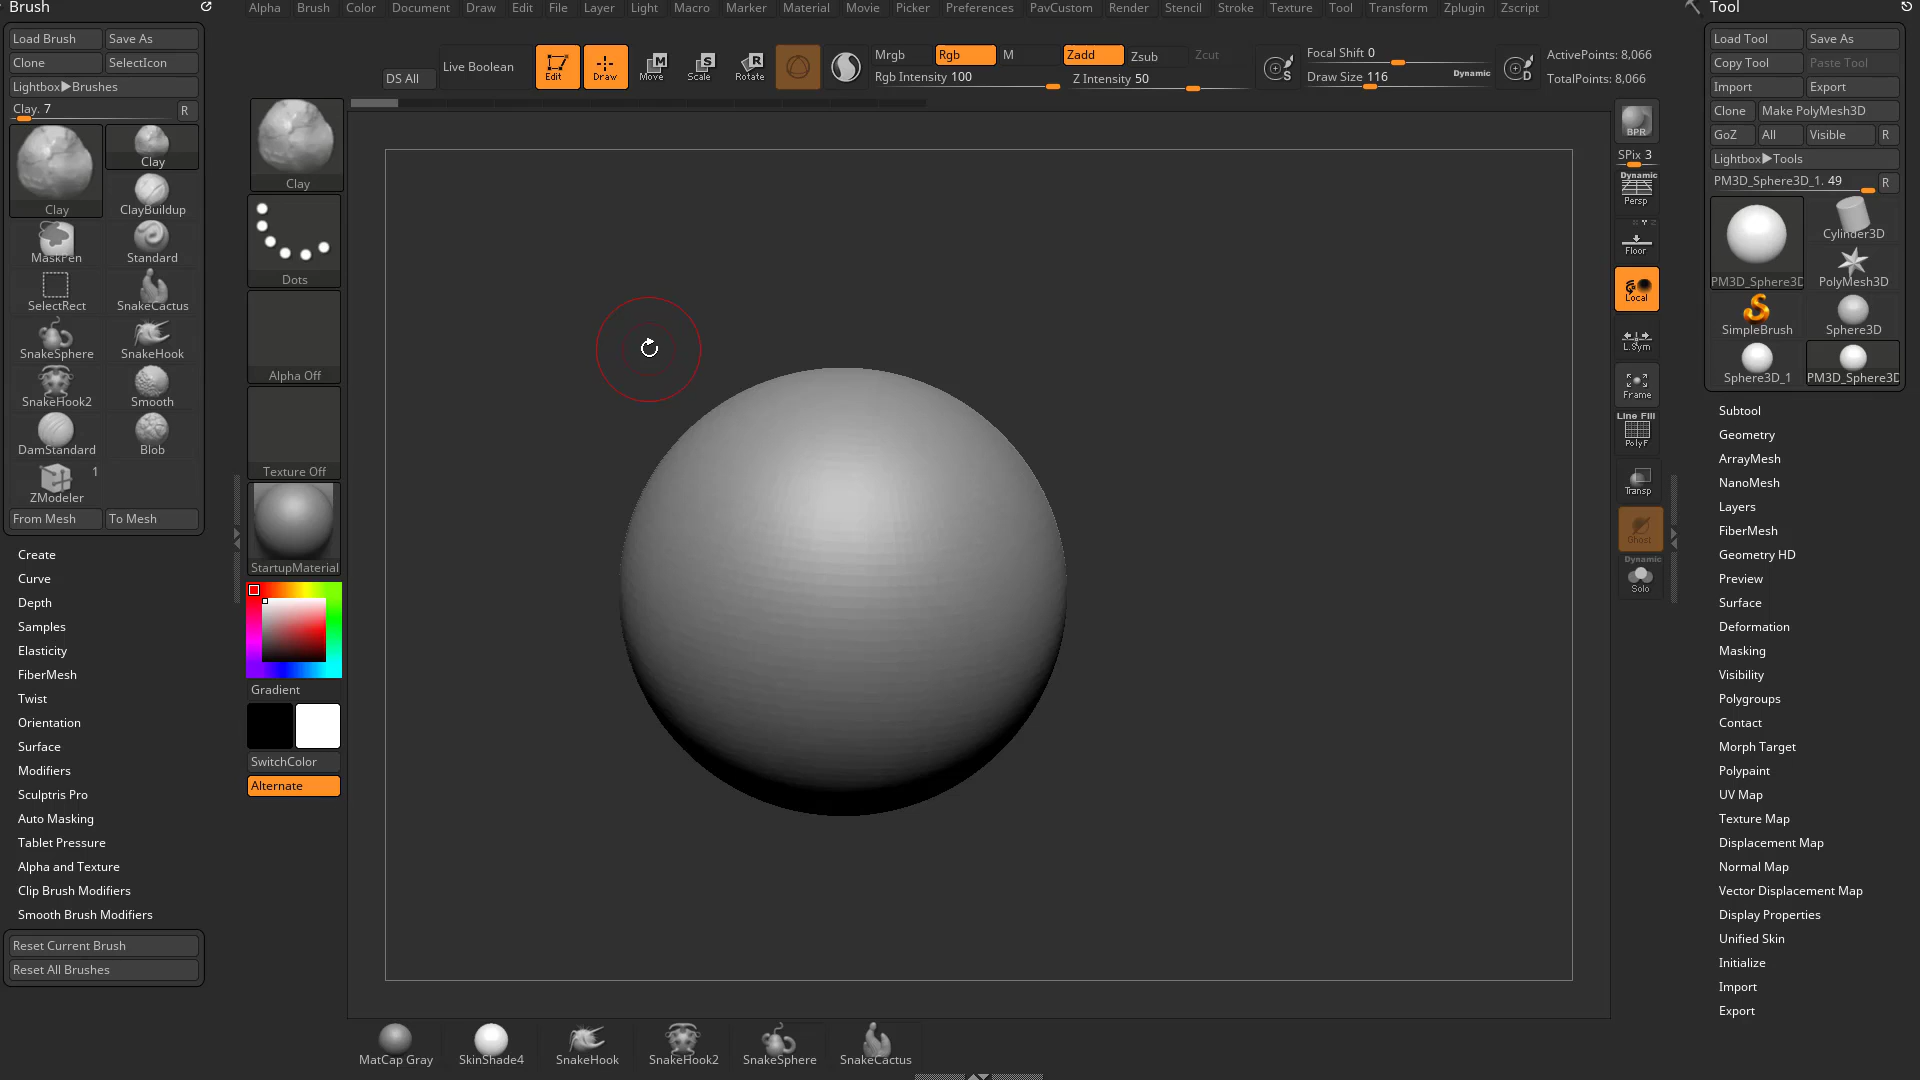 Brush
Alpha Brush Color Document Draw Edit File Layer Light Macro Marker Material Movie Picker Preferences PavCustom Render Stencil Stroke Texture Tool Transform Zplugin Zscript
Tool
Load Brush Save As
Clone SelectIcon
Lightbox▶Brushes
Clay. 7 R
Clay
Clay
ClayBuildup
MaskPen
Standard
SelectRect
SnakeCactus
SnakeSphere
SnakeHook
SnakeHook2
Smooth
DamStandard
Blob
1
ZModeler
From Mesh To Mesh
Create
Curve
Depth
Samples
Elasticity
FiberMesh
Twist
Orientation
Surface
Modifiers
Sculptris Pro
Auto Masking
Tablet Pressure
Alpha and Texture
Clip Brush Modifiers
Smooth Brush Modifiers
Reset Current Brush
Reset All Brushes
DS All
Live Boolean
Edit
Draw
Move
Scale
Rotate
Mrgb Rgb M
Rgb Intensity 100
Zadd Zsub Zcut
Z Intensity 50
S
Focal Shift 0
Draw Size 116 Dynamic
D
ActivePoints: 8,066
TotalPoints: 8,066
Clay
Dots
Alpha Off
Texture Off
StartupMaterial
Gradient
SwitchColor
Alternate
MatCap Gray
SkinShade4
SnakeHook
SnakeHook2
SnakeSphere
SnakeCactus
BPR
SPix 3
Dynamic
Persp
Floor
Local
L.Sym
Frame
Line Fill
PolyF
Transp
Ghost
Dynamic
Solo
Load Tool Save As
Copy Tool Paste Tool
Import Export
Clone Make PolyMesh3D
GoZ All Visible R
Lightbox▶Tools
PM3D_Sphere3D_1. 49 R
PM3D_Sphere3D
Cylinder3D
PolyMesh3D
SimpleBrush
Sphere3D
Sphere3D_1
PM3D_Sphere3D
Subtool
Geometry
ArrayMesh
NanoMesh
Layers
FiberMesh
Geometry HD
Preview
Surface
Deformation
Masking
Visibility
Polygroups
Contact
Morph Target
Polypaint
UV Map
Texture Map
Displacement Map
Normal Map
Vector Displacement Map
Display Properties
Unified Skin
Initialize
Import
Export